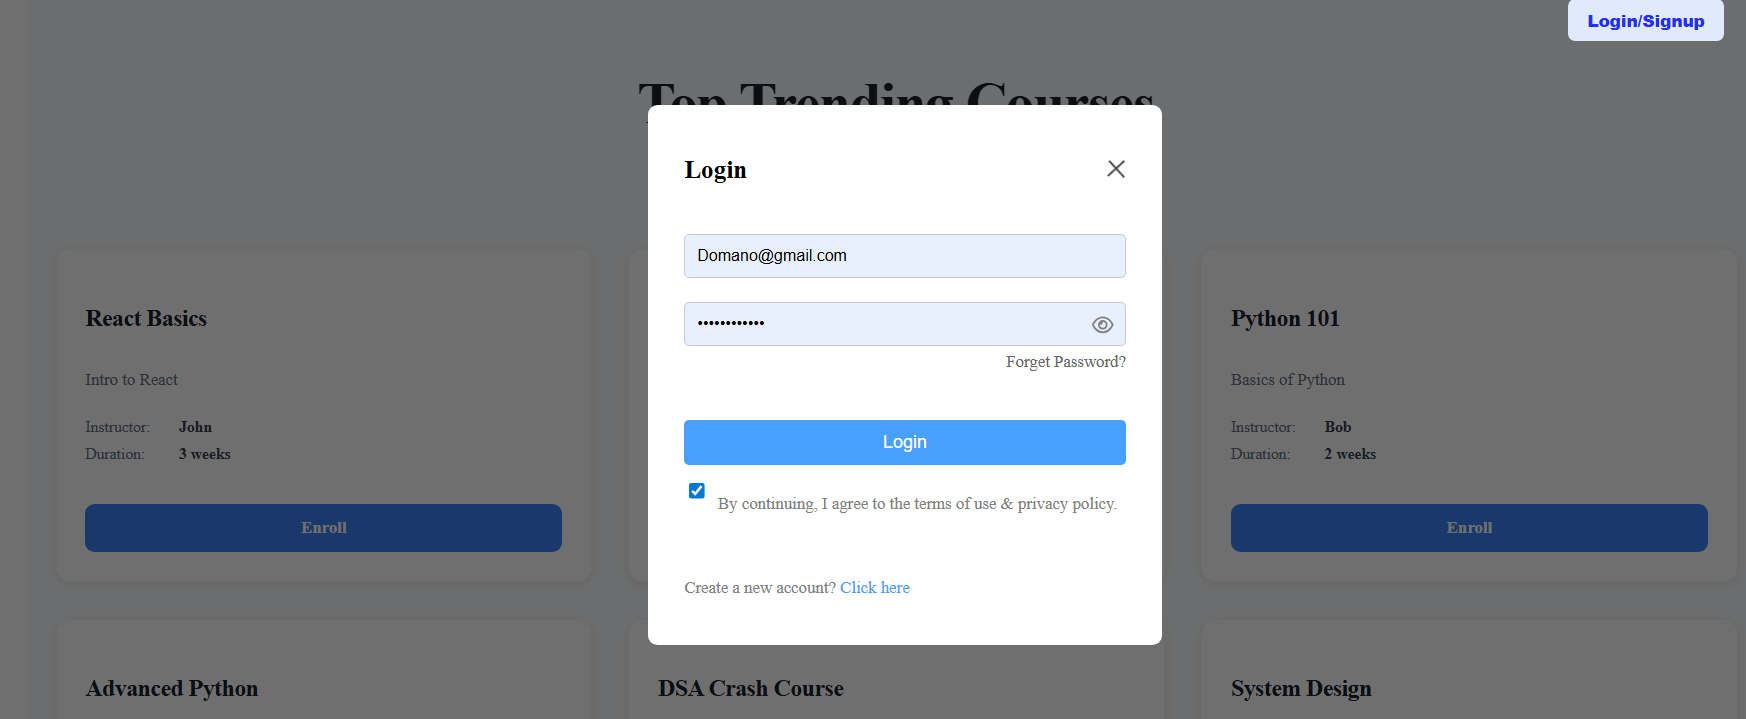 Login/Signup
Top Trending Courses
Login
Domano@gmail.com
••••••••••••
Forget Password?
Login
By continuing, I agree to the terms of use & privacy policy.
Create a new account? Click here
React Basics
Intro to React
Instructor: John
Duration: 3 weeks
Enroll
Python 101
Basics of Python
Instructor: Bob
Duration: 2 weeks
Enroll
Advanced Python
DSA Crash Course
System Design